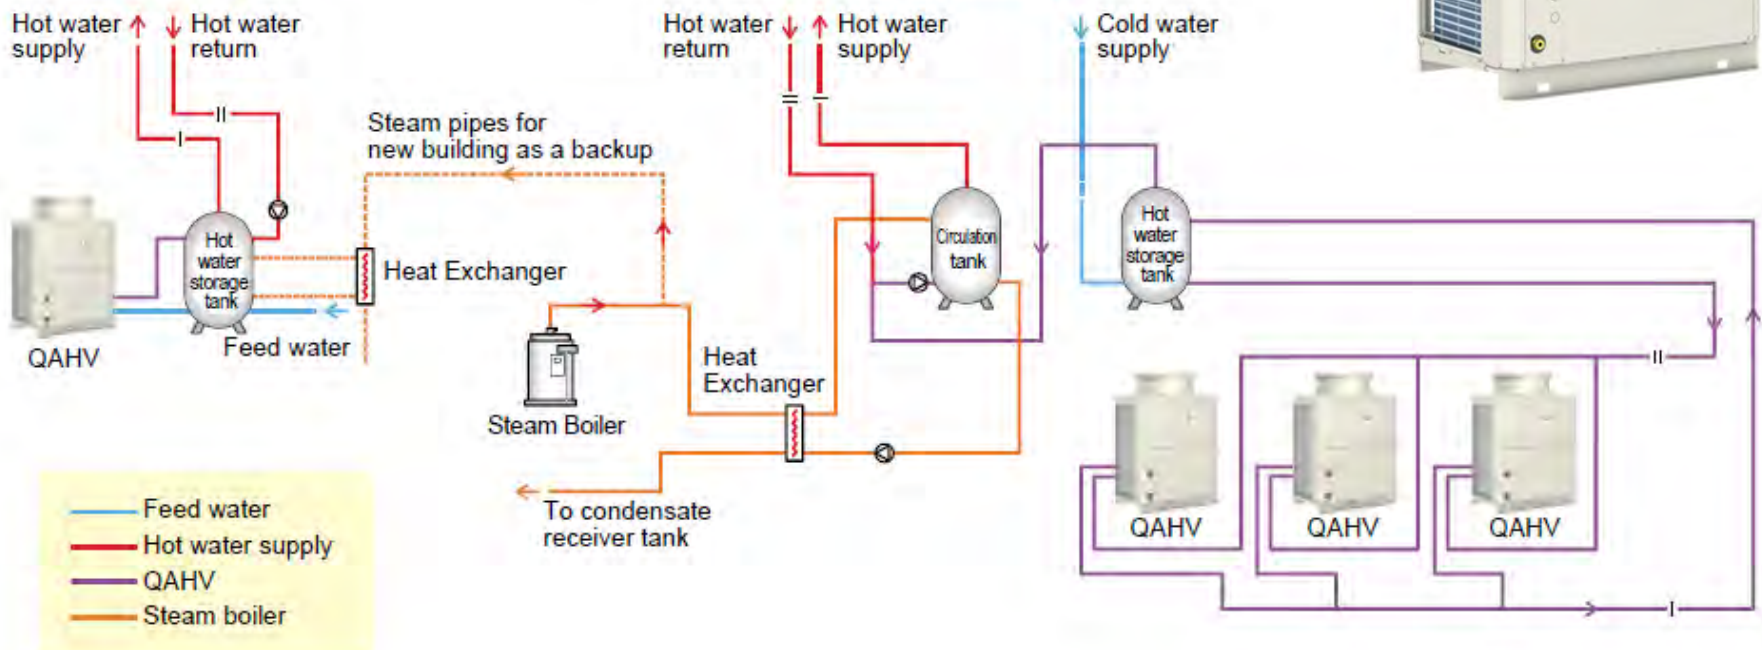 Hot water
supply
Hot water
return
Hot water
return
Hot water
supply
Cold water
supply
II
I
Steam pipes for
new building as a backup
Hot
water
storage
tank
Heat Exchanger
Feed water
QAHV
Steam Boiler
Heat
Exchanger
Circulation
tank
Hot
water
storage
tank
To condensate
receiver tank
II
QAHV
QAHV
QAHV
I
Feed water
Hot water supply
QAHV
Steam boiler